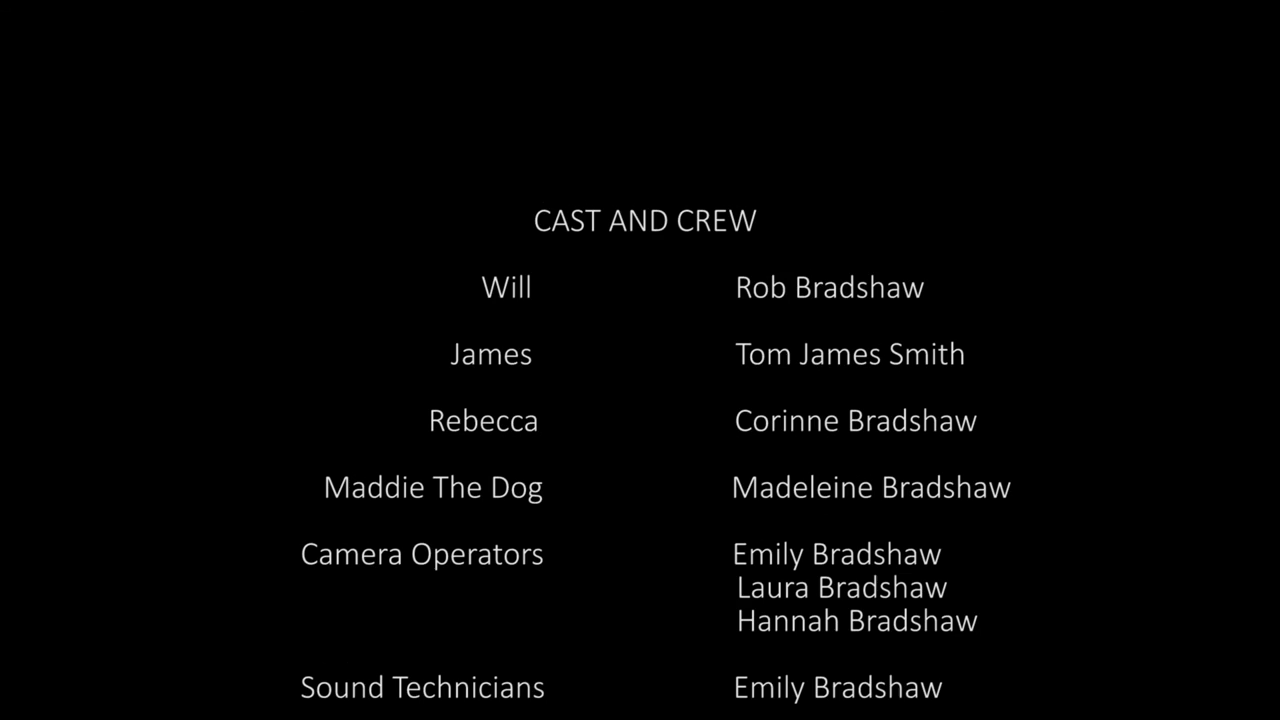 CAST AND CREW
Will Rob Bradshaw
James Tom James Smith
Rebecca Corinne Bradshaw
Maddie The Dog Madeleine Bradshaw
Camera Operators Emily Bradshaw
Laura Bradshaw
Hannah Bradshaw
Sound Technicians Emily Bradshaw